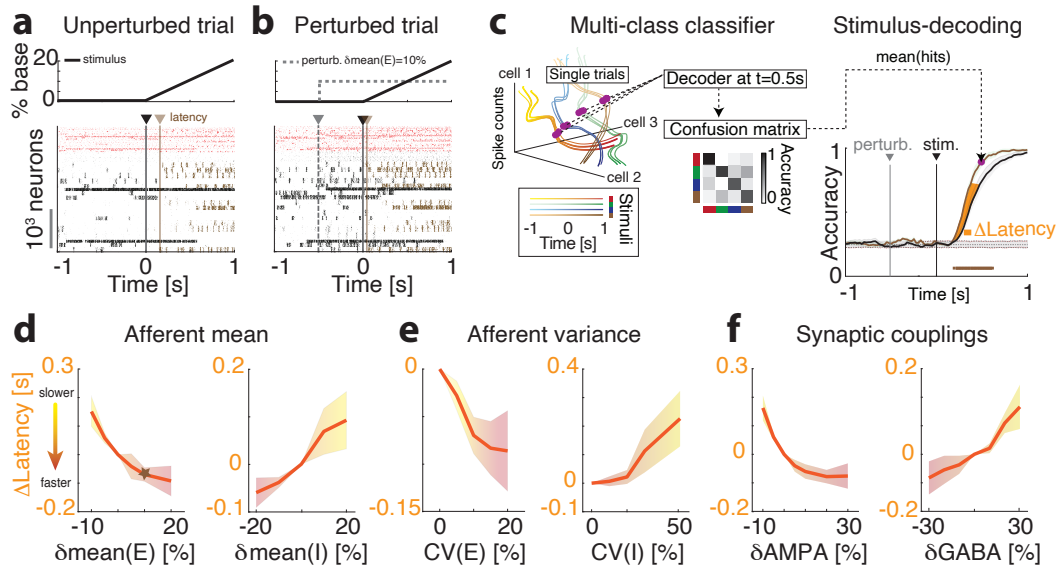 a Unperturbed trial
b Perturbed trial
c Multi-class classifier
Stimulus-decoding
% base
20
0
stimulus
perturb. δmean(E)=10%
latency
10³ neurons
-1 0 1
Time [s]
-1 0 1
Time [s]
cell 1
Single trials
cell 3
cell 2
Spike counts
Decoder at t=0.5s
Confusion matrix
1
0
Accuracy
-1 0 1
Time [s]
Stimuli
mean(hits)
1
0
Accuracy
perturb.
stim.
ΔLatency
-1 1
Time [s]
d Afferent mean
e Afferent variance
f Synaptic couplings
ΔLatency [s]
slower
faster
0.3
-0.2
-10 20
δmean(E) [%]
0.2
0
-0.1
-20 20
δmean(I) [%]
0
-0.15
0 20
CV(E) [%]
0.4
0
-0.1
0 50
CV(I) [%]
0.3
0
-0.2
-10 30
δAMPA [%]
0.3
0
-0.2
-30 30
δGABA [%]